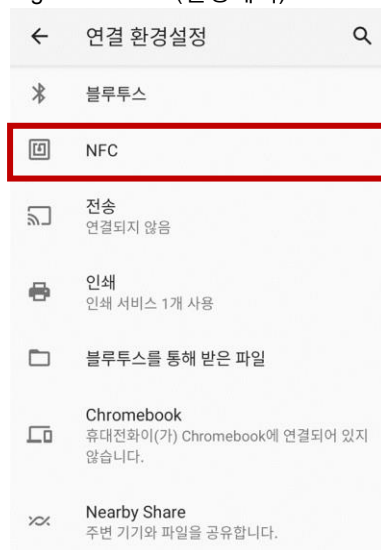 연결 환경설정
블루투스
NFC
전송
연결되지 않음
인쇄
인쇄 서비스 1개 사용
블루투스를 통해 받은 파일
Chromebook
휴대전화이(가) Chromebook에 연결되어 있지
않습니다.
Nearby Share
주변 기기와 파일을 공유합니다.